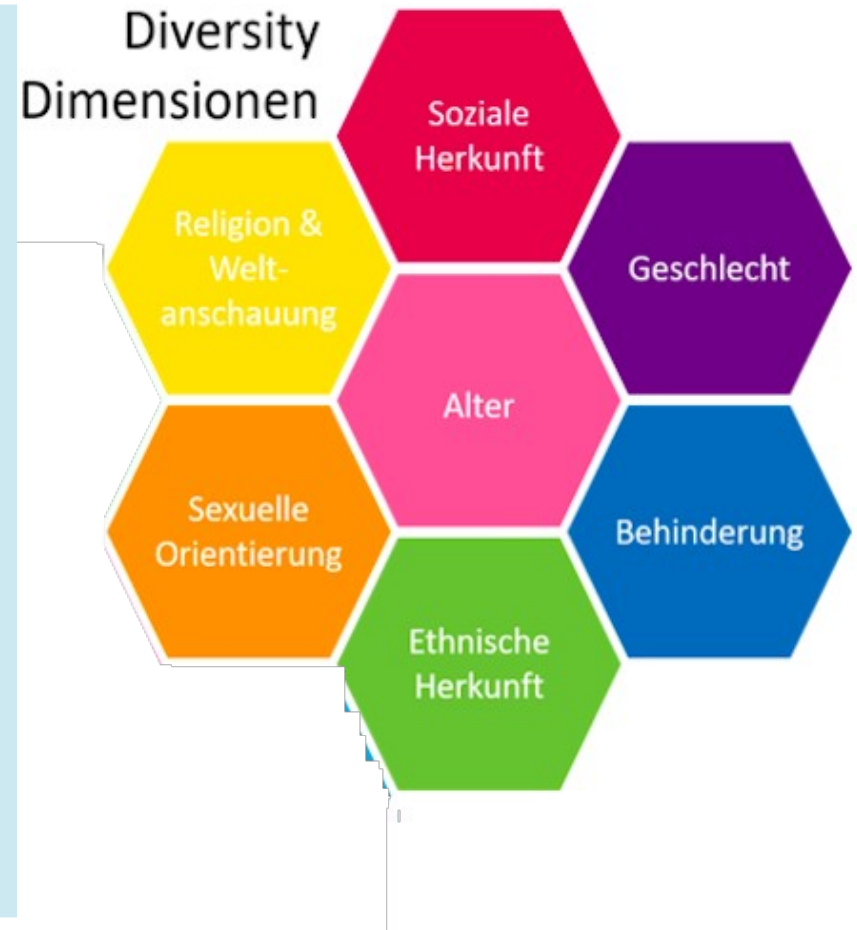 Diversity
Dimensionen
Soziale
Herkunft
Religion &
Welt-
anschauung
Geschlecht
Alter
Sexuelle
Orientierung
Behinderung
Ethnische
Herkunft